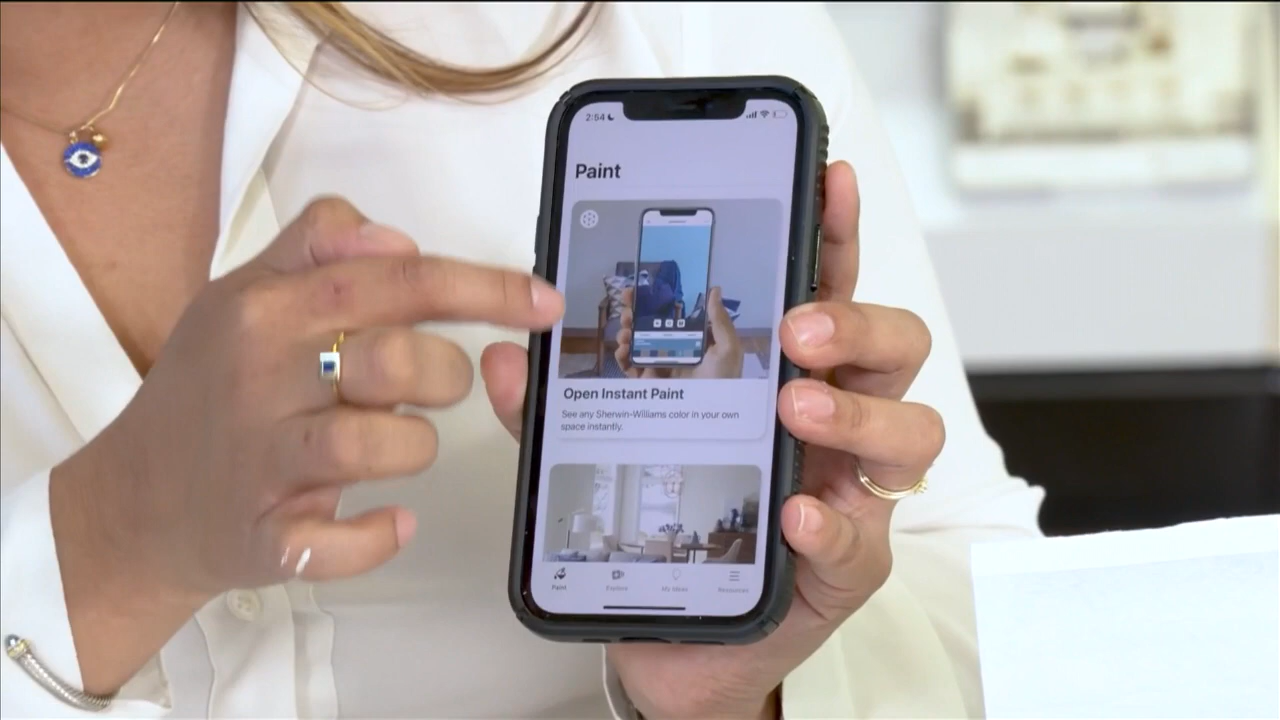 2:54
Paint
Open Instant Paint
See any Sherwin-Williams color in your own
space instantly.
Paint Explore My Ideas Resources